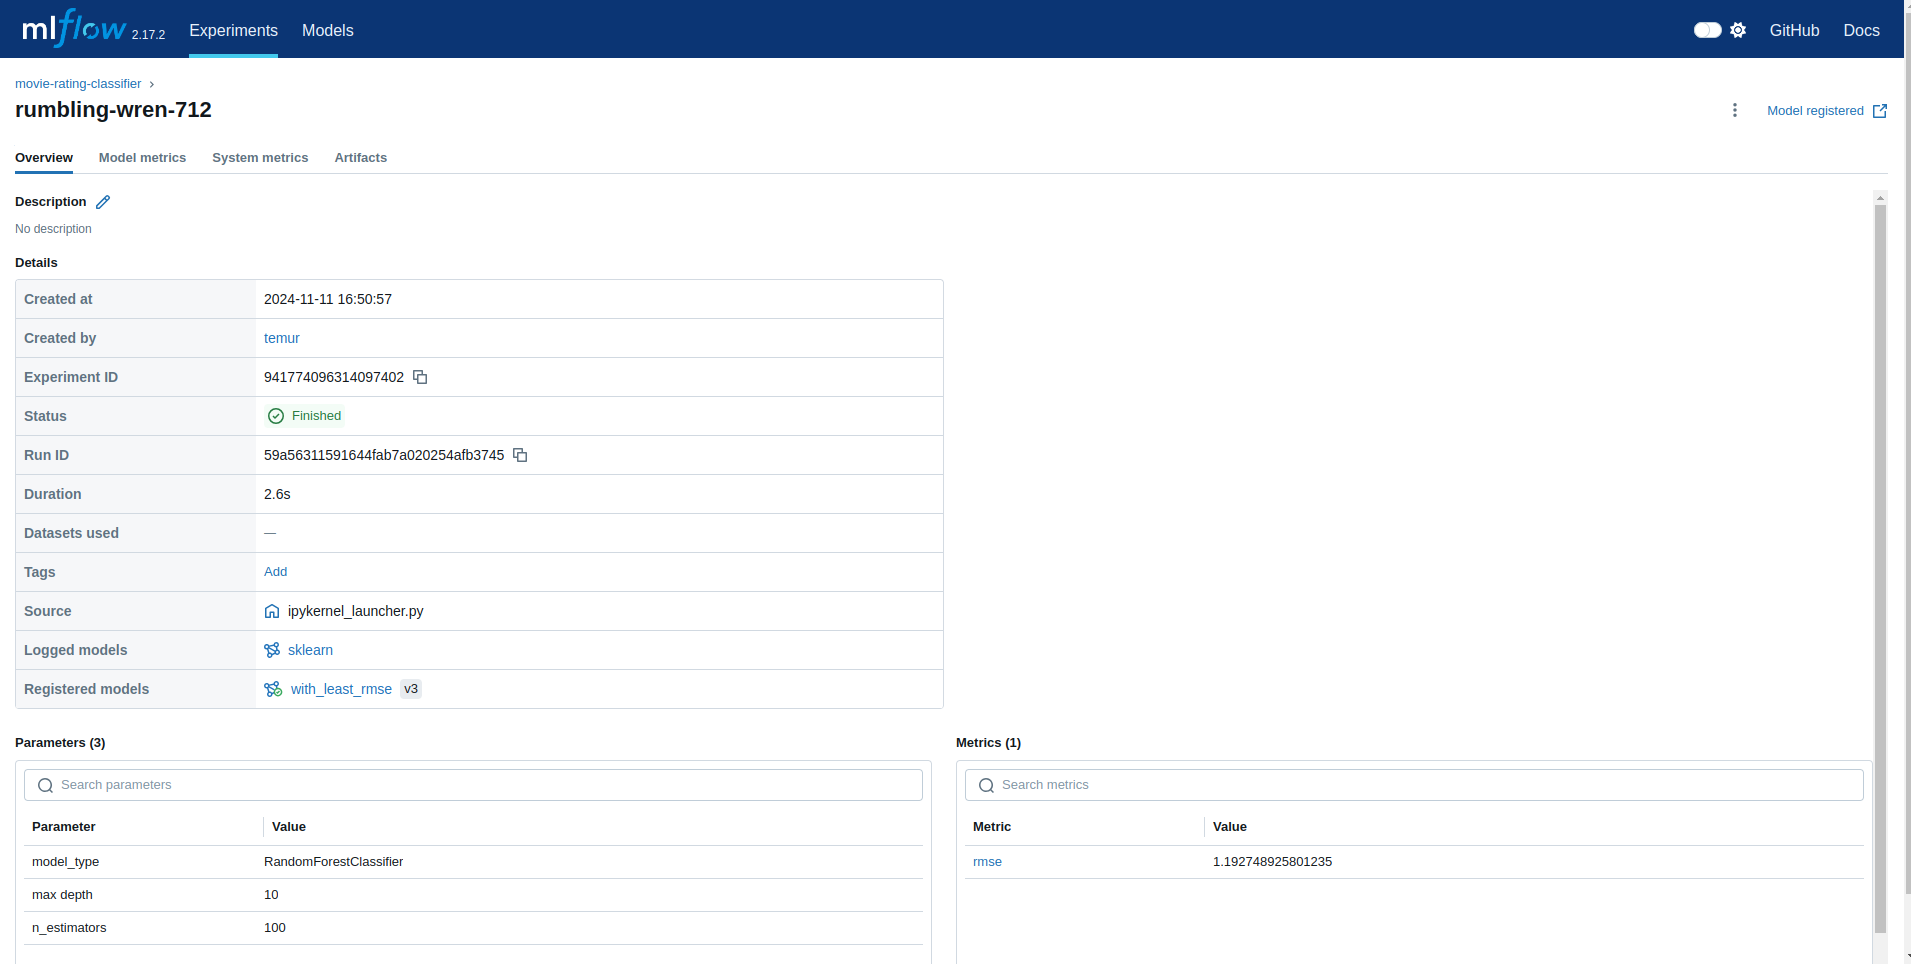 mlflow 2.17.2 Experiments Models GitHub Docs
movie-rating-classifier ›
rumbling-wren-712
Model registered
Overview Model metrics System metrics Artifacts
Description
No description
Details
Created at 2024-11-11 16:50:57
Created by temur
Experiment ID 941774096314097402
Status Finished
Run ID 59a56311591644fab7a020254afb3745
Duration 2.6s
Datasets used —
Tags Add
Source ipykernel_launcher.py
Logged models sklearn
Registered models with_least_rmse v3
Parameters (3) Metrics (1)
Search parameters Search metrics
Parameter Value Metric Value
model_type RandomForestClassifier rmse 1.192748925801235
max depth 10
n_estimators 100